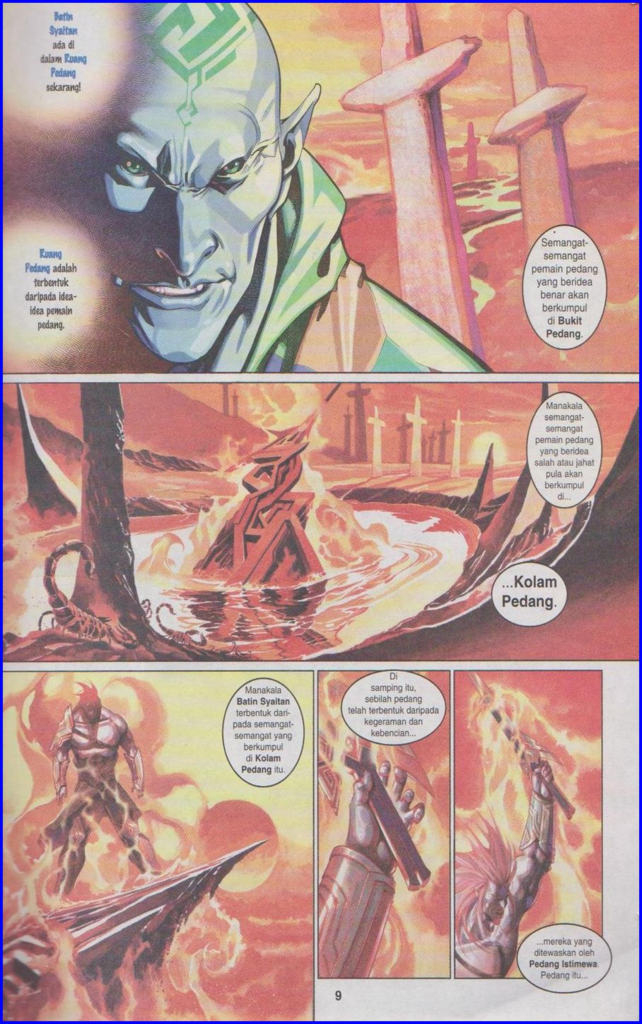 Batin
Syaitan
ada di
dalam Ruang
Pedang
sekarang!
Ruang
Pedang adalah
terbentuk
daripada idea-
idea pemain
pedang.
Semangat-
semangat
pemain pedang
yang beridea
benar akan
berkumpul
di Bukit
Pedang.
Manakala
semangat-
semangat
pemain pedang
yang beridea
salah atau jahat
pula akan
berkumpul
di...
...Kolam
Pedang.
Manakala
Batin Syaitan
terbentuk dari-
pada semangat-
semangat yang
berkumpul
di Kolam
Pedang itu.
Di
samping itu,
sebilah pedang
telah terbentuk daripada
kegeraman dan
kebencian...
...mereka yang
ditewaskan oleh
Pedang Istimewa.
Pedang itu...
9